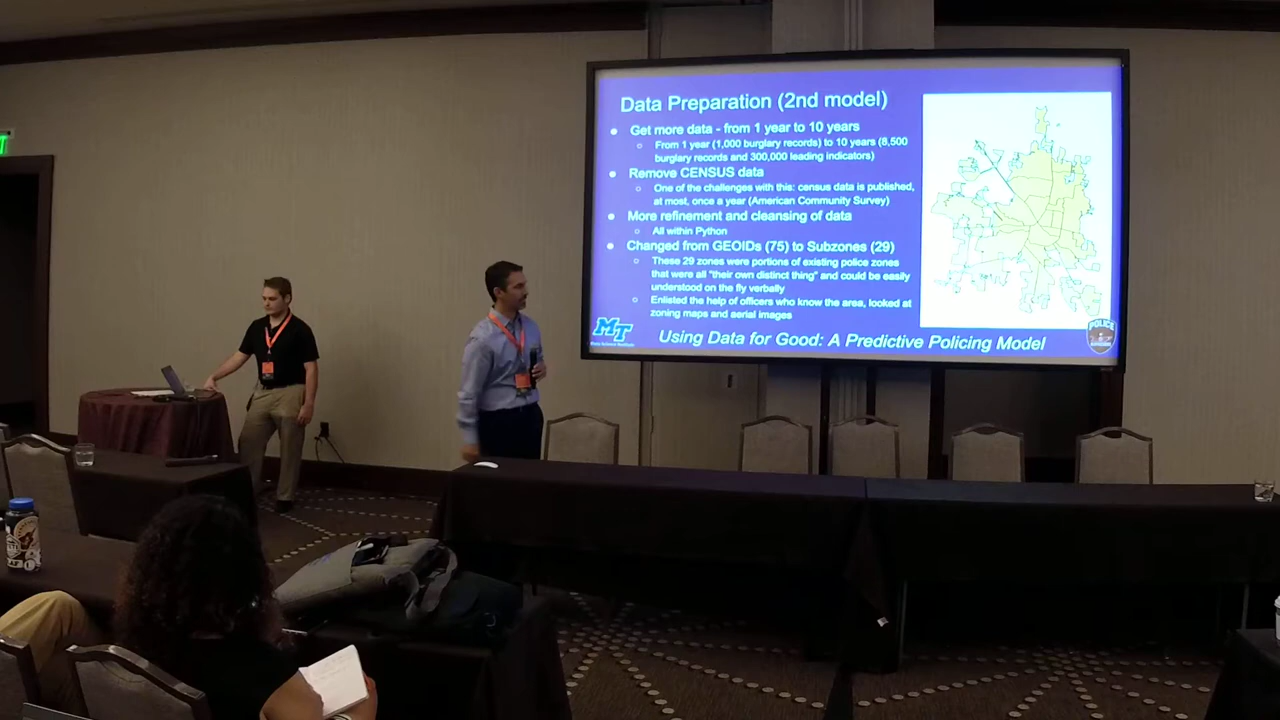 Data Preparation (2nd model)
Get more data - from 1 year to 10 years
From 1 year (1,000 burglary records) to 10 years (8,500
burglary records and 300,000 leading indicators)
Remove CENSUS data
One of the challenges with this: census data is published,
at most, once a year (American Community Survey)
More refinement and cleansing of data
All within Python
Changed from GEOIDs (75) to Subzones (29)
These 29 zones were portions of existing police zones
that were all "their own distinct thing" and could be easily
understood on the fly verbally
Enlisted the help of officers who know the area, looked at
zoning maps and aerial images
MT
POLICE
Using Data for Good: A Predictive Policing Model